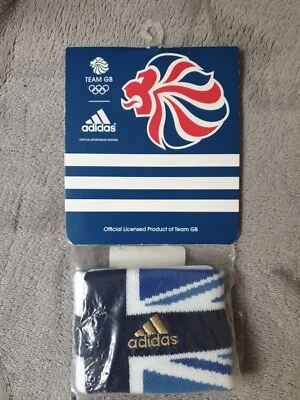 TEAM GB
adidas
OFFICIAL SPORTSWEAR PARTNER
Official Licensed Product of Team GB
adidas